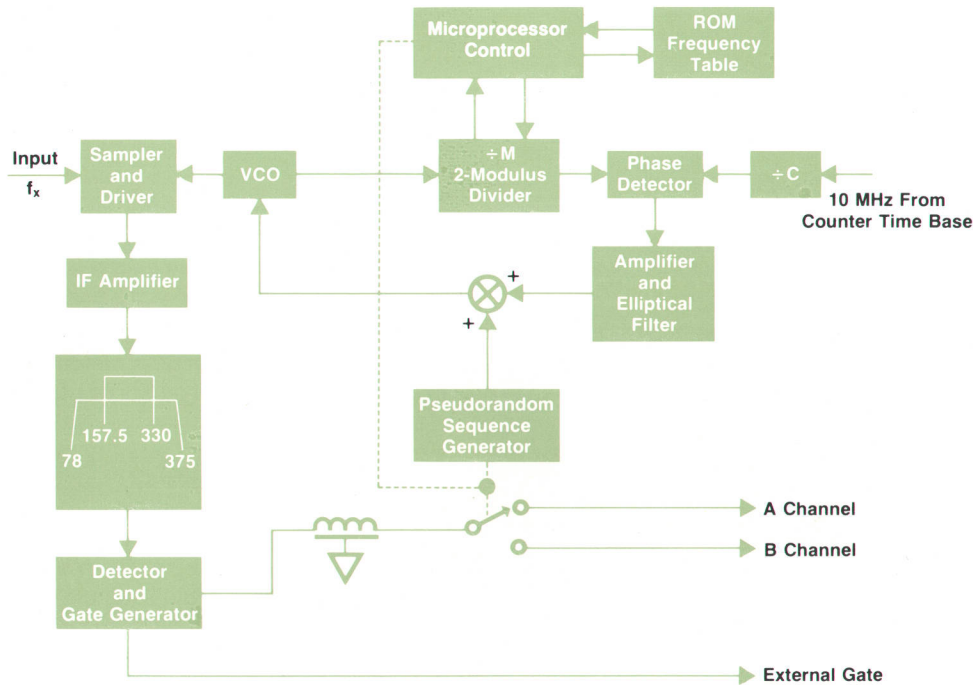 Microprocessor
Control
ROM
Frequency
Table
Input
fx
Sampler
and
Driver
VCO
÷M
2-Modulus
Divider
Phase
Detector
÷C
10 MHz From
Counter Time Base
IF Amplifier
+
+
Amplifier
and
Elliptical
Filter
157.5 330
78 375
Pseudorandom
Sequence
Generator
A Channel
B Channel
Detector
and
Gate Generator
External Gate